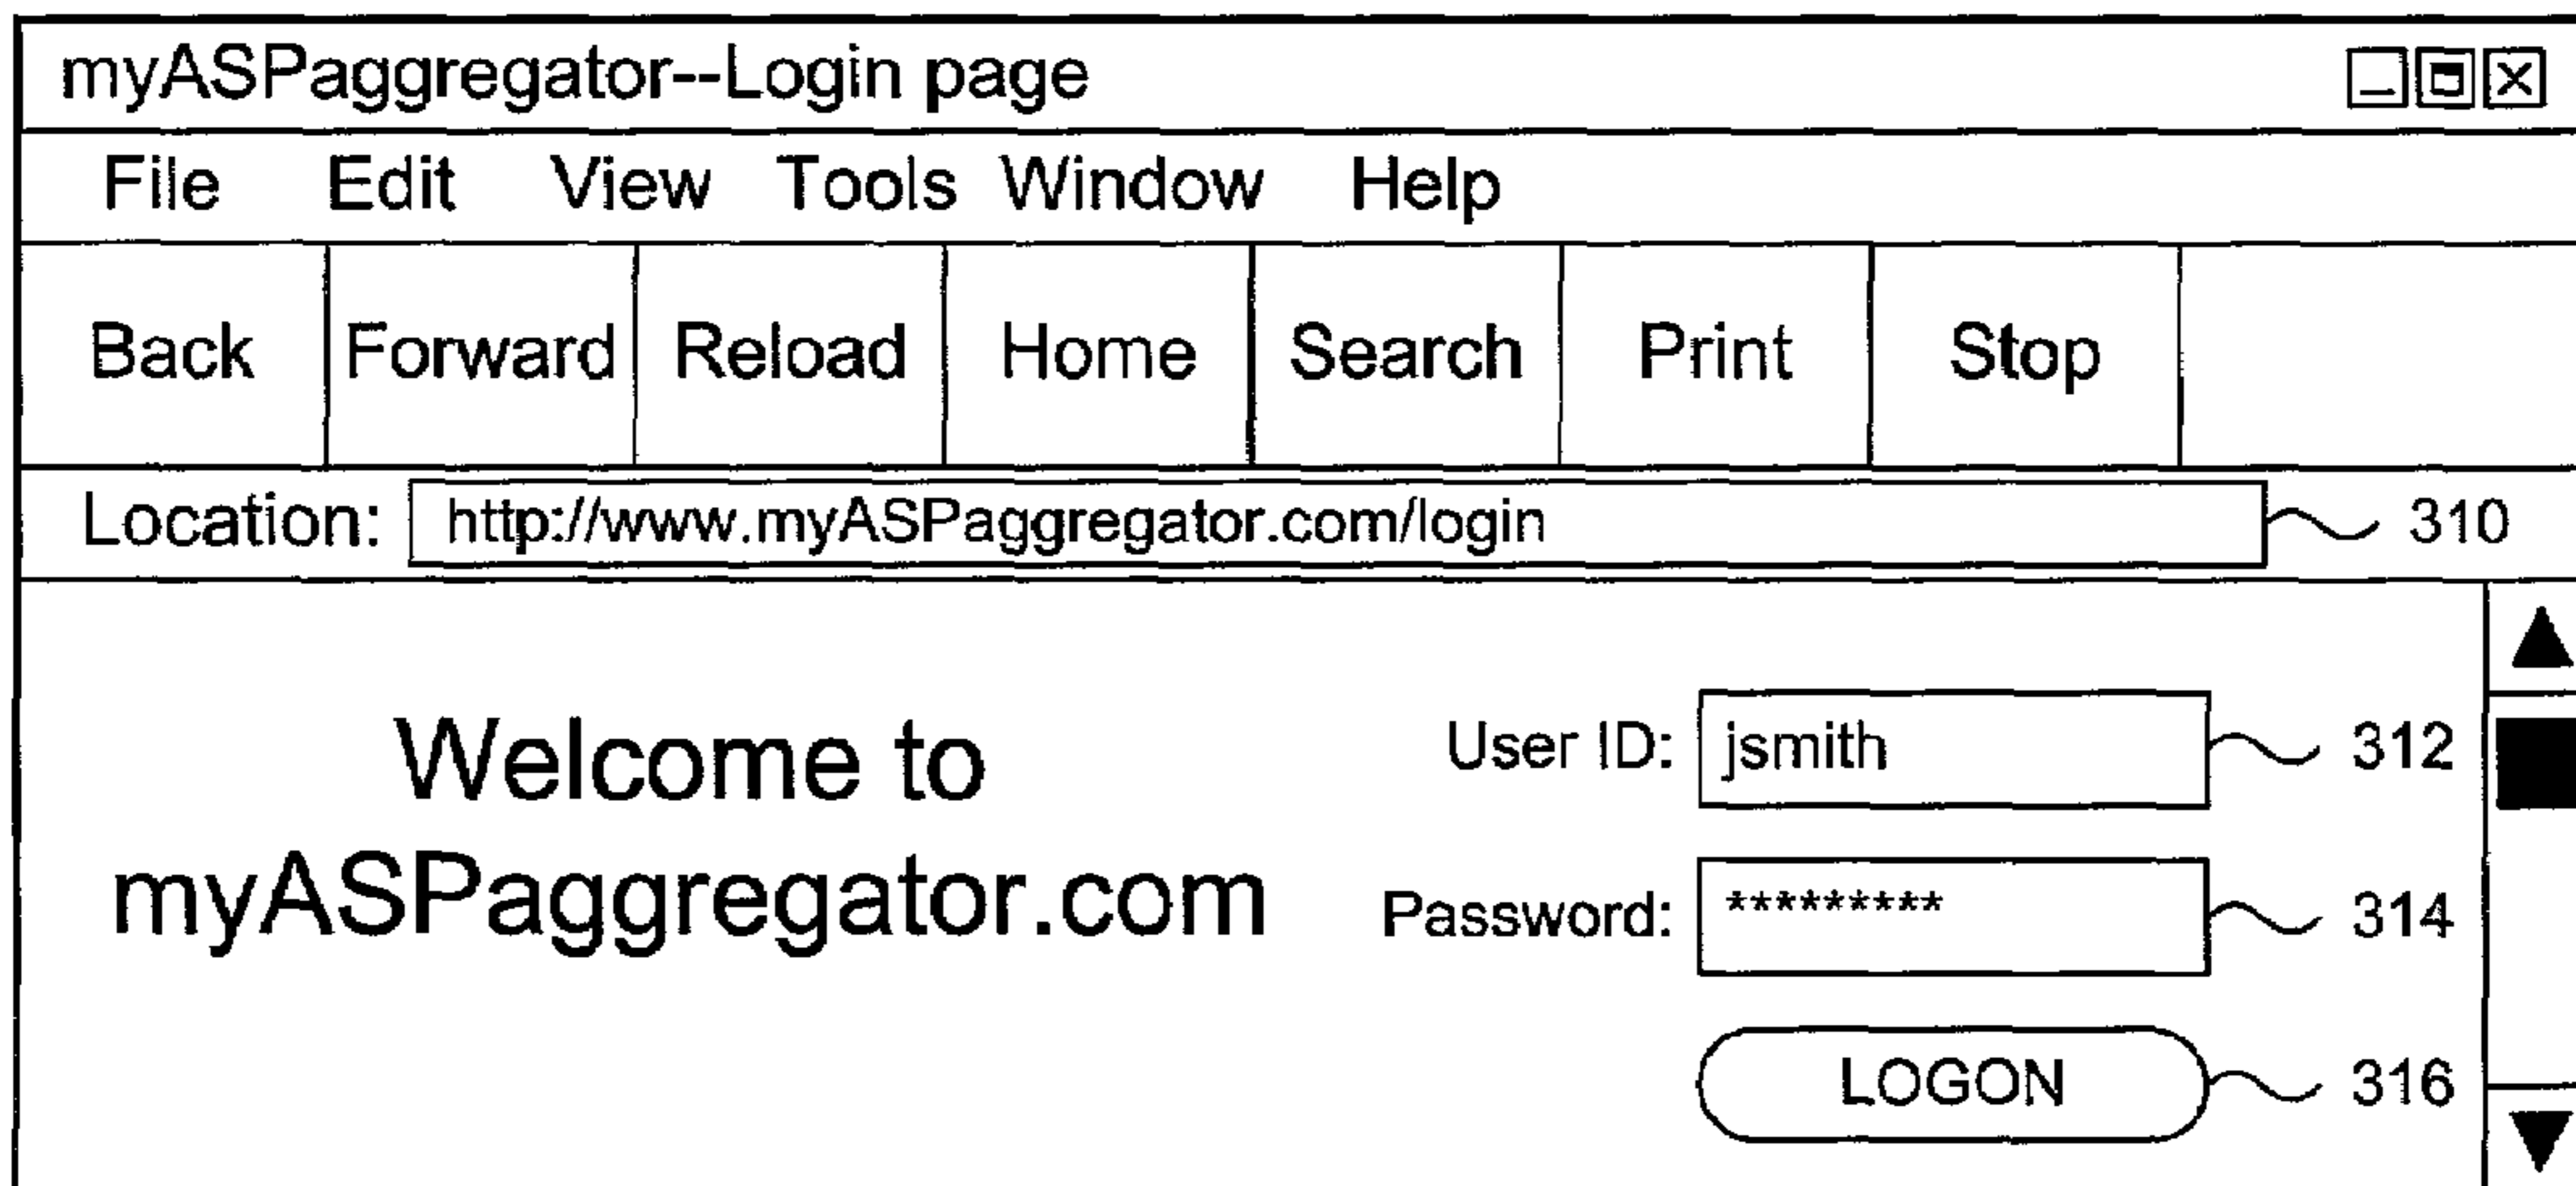 myASPaggregator--Login page
File Edit View Tools Window Help
Back Forward Reload Home Search Print Stop
Location: http://www.myASPaggregator.com/login 310
Welcome to
myASPaggregator.com
User ID: jsmith 312
Password: ********* 314
LOGON 316